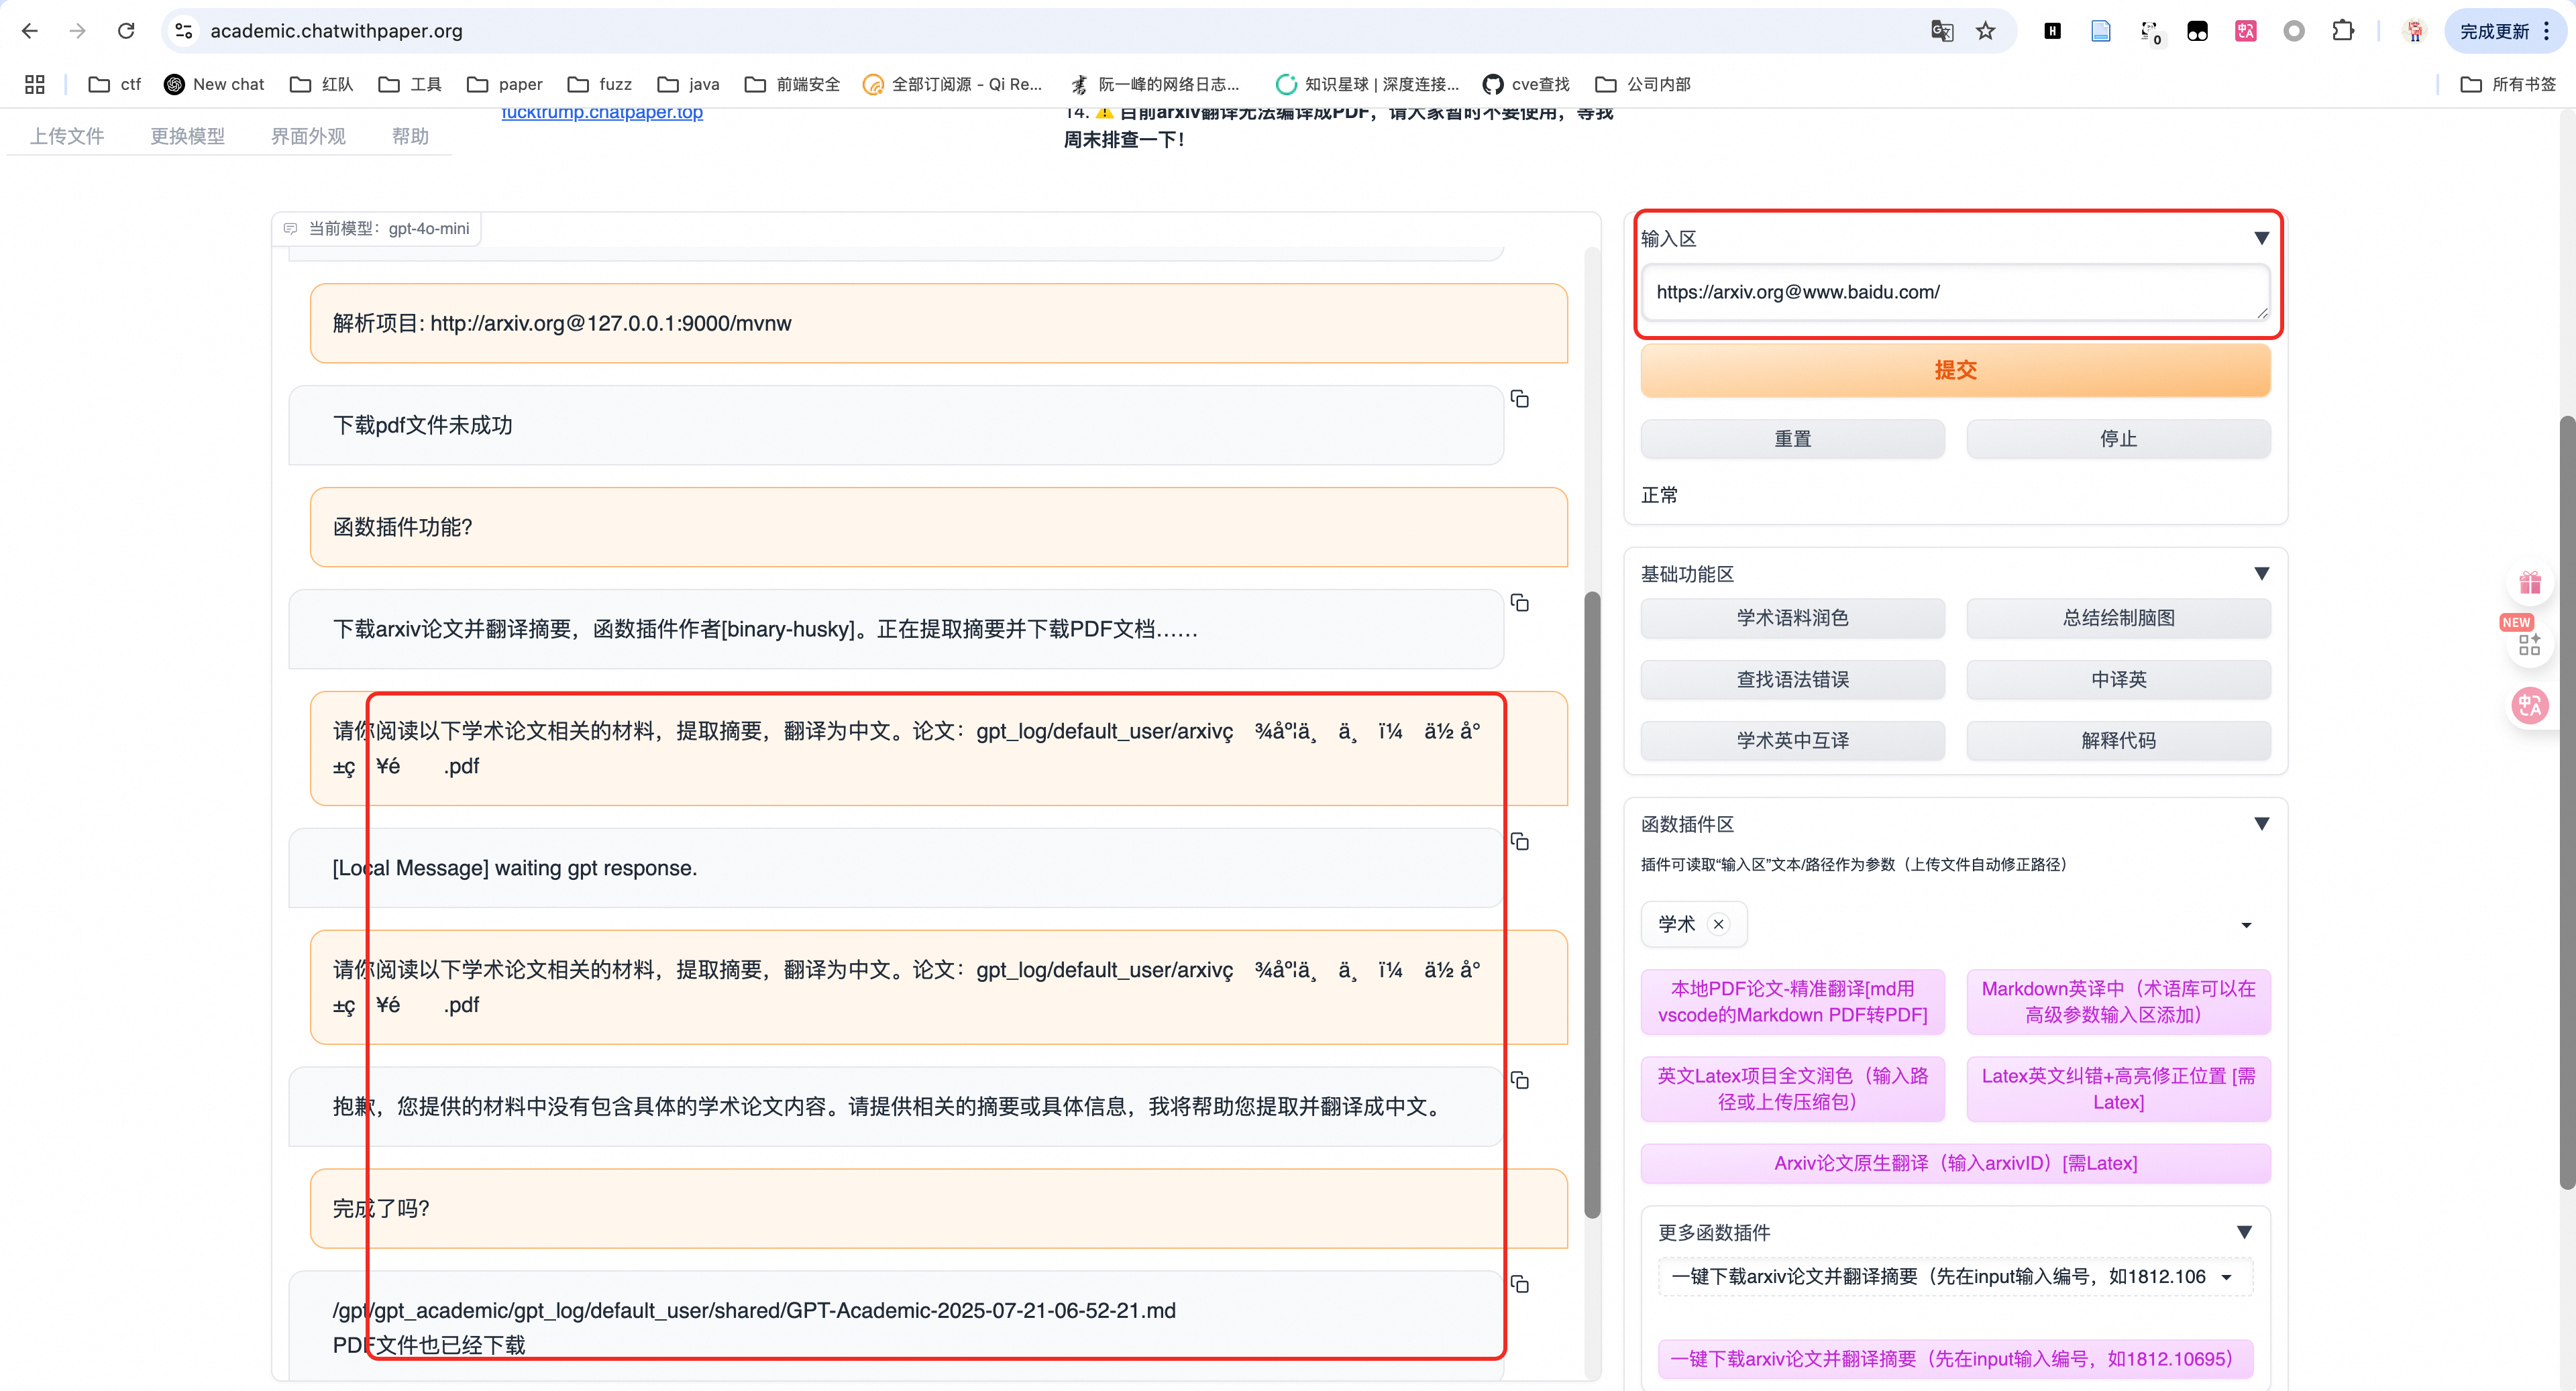 academic.chatwithpaper.org
完成更新
0
ctf
New chat
红队
工具
paper
fuzz
java
前端安全
全部订阅源 - Qi Re...
阮一峰的网络日志...
知识星球 | 深度连接...
cve查找
公司内部
所有书签
上传文件
更换模型
界面外观
帮助
fucktrump.chatpaper.top
14. ⚠️ 目前arxiv翻译无法编译成PDF，请大家暂时不要使用，等我
周末排查一下！
当前模型：gpt-4o-mini
解析项目: http://arxiv.org@127.0.0.1:9000/mvnw
下载pdf文件未成功
函数插件功能？
下载arxiv论文并翻译摘要，函数插件作者[binary-husky]。正在提取摘要并下载PDF文档……
请你阅读以下学术论文相关的材料，提取摘要，翻译为中文。论文：gpt_log/default_user/arxivç ¾åº¦ä¸ ä¸ ï¼ ä½ å°
±ç ¥é .pdf
[Local Message] waiting gpt response.
请你阅读以下学术论文相关的材料，提取摘要，翻译为中文。论文：gpt_log/default_user/arxivç ¾åº¦ä¸ ä¸ ï¼ ä½ å°
±ç ¥é .pdf
抱歉，您提供的材料中没有包含具体的学术论文内容。请提供相关的摘要或具体信息，我将帮助您提取并翻译成中文。
完成了吗？
/gpt/gpt_academic/gpt_log/default_user/shared/GPT-Academic-2025-07-21-06-52-21.md
PDF文件也已经下载
输入区
https://arxiv.org@www.baidu.com/
提交
重置
停止
正常
基础功能区
学术语料润色
总结绘制脑图
查找语法错误
中译英
学术英中互译
解释代码
函数插件区
插件可读取“输入区”文本/路径作为参数（上传文件自动修正路径）
学术
本地PDF论文-精准翻译[md用
vscode的Markdown PDF转PDF]
Markdown英译中（术语库可以在
高级参数输入区添加）
英文Latex项目全文润色（输入路
径或上传压缩包）
Latex英文纠错+高亮修正位置 [需
Latex]
Arxiv论文原生翻译（输入arxivID）[需Latex]
更多函数插件
一键下载arxiv论文并翻译摘要（先在input输入编号，如1812.106
一键下载arxiv论文并翻译摘要（先在input输入编号，如1812.10695）
NEW